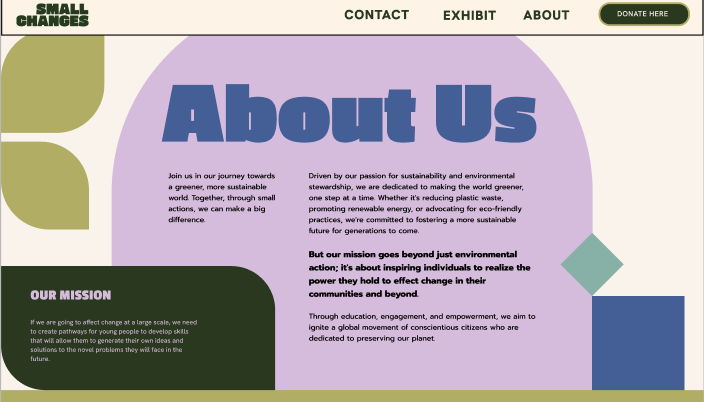 SMALL
CHANGES
CONTACT
EXHIBIT
ABOUT
DONATE HERE
About Us
Join us in our journey towards
a greener, more sustainable
world. Together, through small
actions, we can make a big
difference.
Driven by our passion for sustainability and environmental
stewardship, we are dedicated to making the world greener,
one step at a time. Whether it's reducing plastic waste,
promoting renewable energy, or advocating for eco-friendly
practices, we're committed to fostering a more sustainable
future for generations to come.
But our mission goes beyond just environmental
action; it's about inspiring individuals to realize the
power they hold to effect change in their
communities and beyond.
Through education, engagement, and empowerment, we aim to
ignite a global movement of conscientious citizens who are
dedicated to preserving our planet.
OUR MISSION
If we are going to affect change at a large scale, we need
to create pathways for young people to develop skills
that will allow them to generate their own ideas and
solutions to the novel problems they will face in the
future.